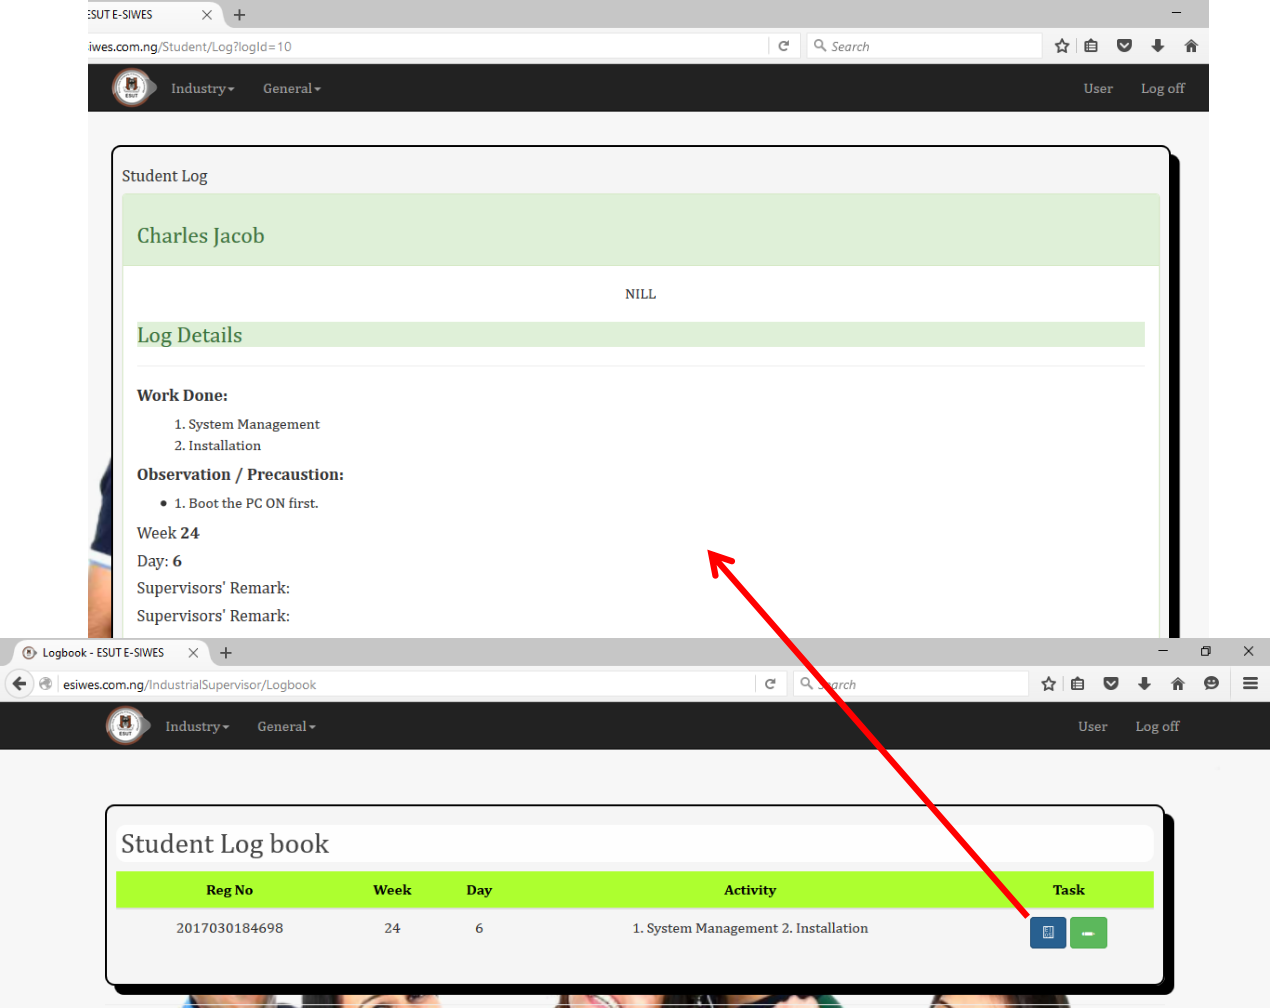 ESUT E-SIWES
siwes.com.ng/Student/Log?logId=10
Search
ESUT
Industry
General
User
Log off
Student Log
Charles Jacob
NILL
Log Details
Work Done:
1. System Management
2. Installation
Observation / Precaustion:
1. Boot the PC ON first.
Week 24
Day: 6
Supervisors' Remark:
Supervisors' Remark:
Logbook - ESUT E-SIWES
esiwes.com.ng/IndustrialSupervisor/Logbook
Search
ESUT
Industry
General
User
Log off
Student Log book
Reg No Week Day Activity Task
2017030184698 24 6 1. System Management 2. Installation